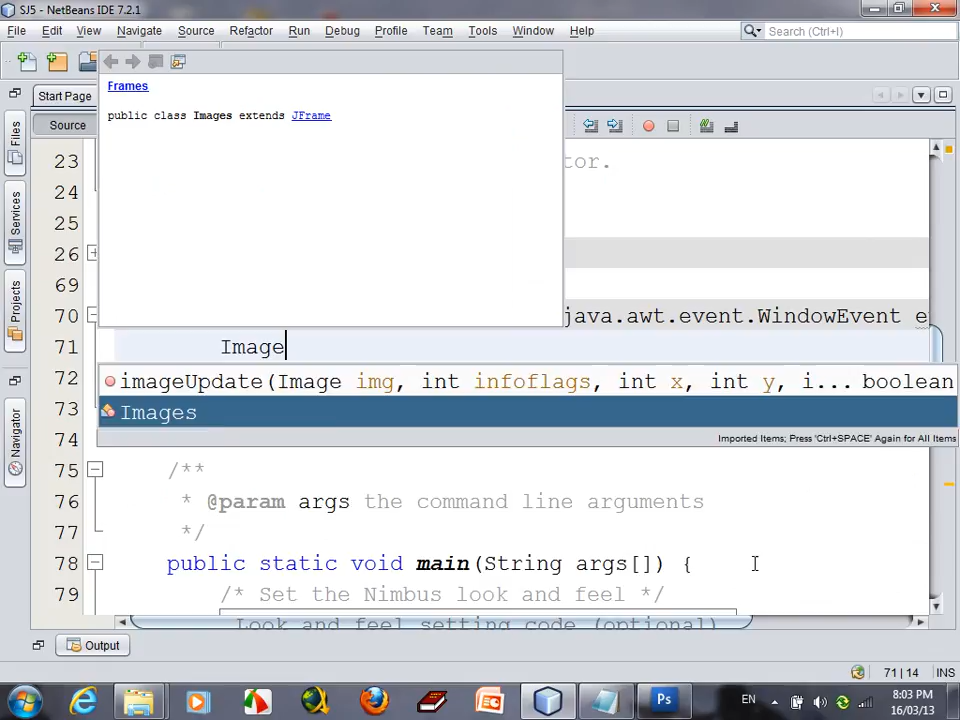 SJ5 - NetBeans IDE 7.2.1
File Edit View Navigate Source Refactor Run Debug Profile Team Tools Window Help
Search (Ctrl+I)
Start Page
Frames
public class Images extends JFrame
Source
Files
Services
Projects
Navigator
23 tor.
24
25
26
69
70 java.awt.event.WindowEvent e
71 Image
72 imageUpdate(Image img, int infoflags, int x, int y, i... boolean
73 Images
74 Imported Items; Press 'Ctrl+SPACE' Again for All Items
75 /**
76 * @param args the command line arguments
77 */
78 public static void main(String args[]) {
79 /* Set the Nimbus look and feel */
Look and feel setting code (optional)
Output
71 | 14 INS
EN 8:03 PM
16/03/13
Ps